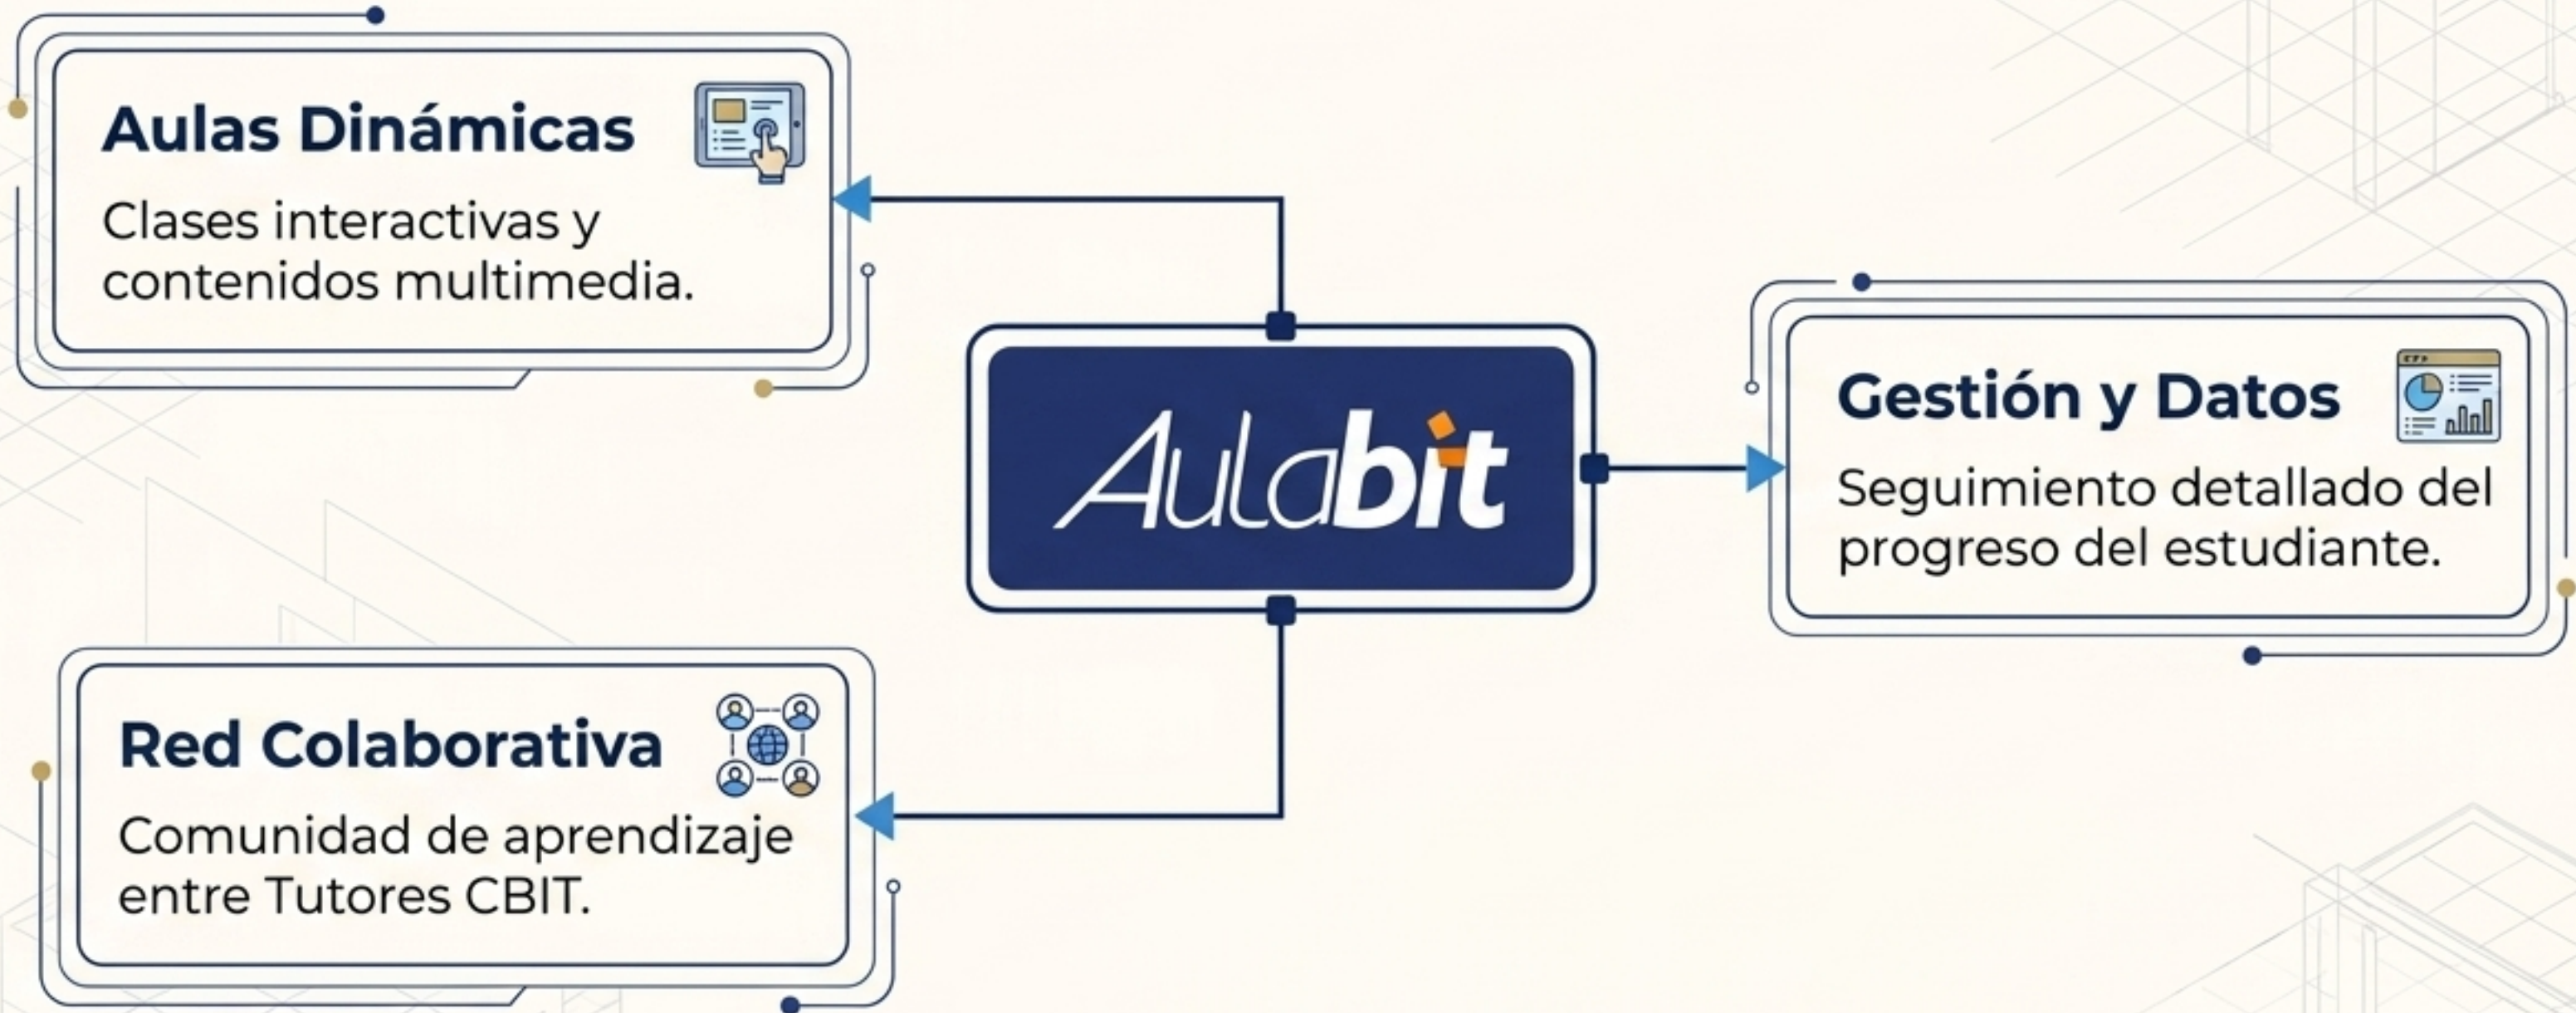 Aulas Dinámicas
Clases interactivas y
contenidos multimedia.
Aulabit
Gestión y Datos
Seguimiento detallado del
progreso del estudiante.
Red Colaborativa
Comunidad de aprendizaje
entre Tutores CBIT.